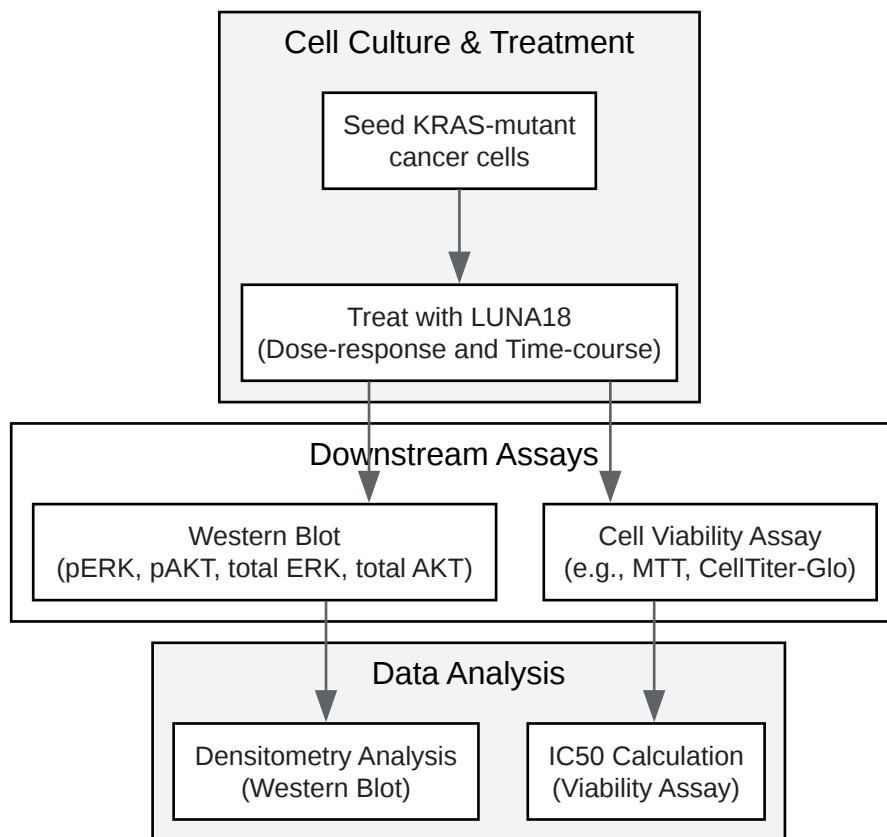 Cell Culture & Treatment
Seed KRAS-mutant
cancer cells
Treat with LUNA18
(Dose-response and Time-course)
Downstream Assays
Western Blot
(pERK, pAKT, total ERK, total AKT)
Cell Viability Assay
(e.g., MTT, CellTiter-Glo)
Data Analysis
Densitometry Analysis
(Western Blot)
IC50 Calculation
(Viability Assay)